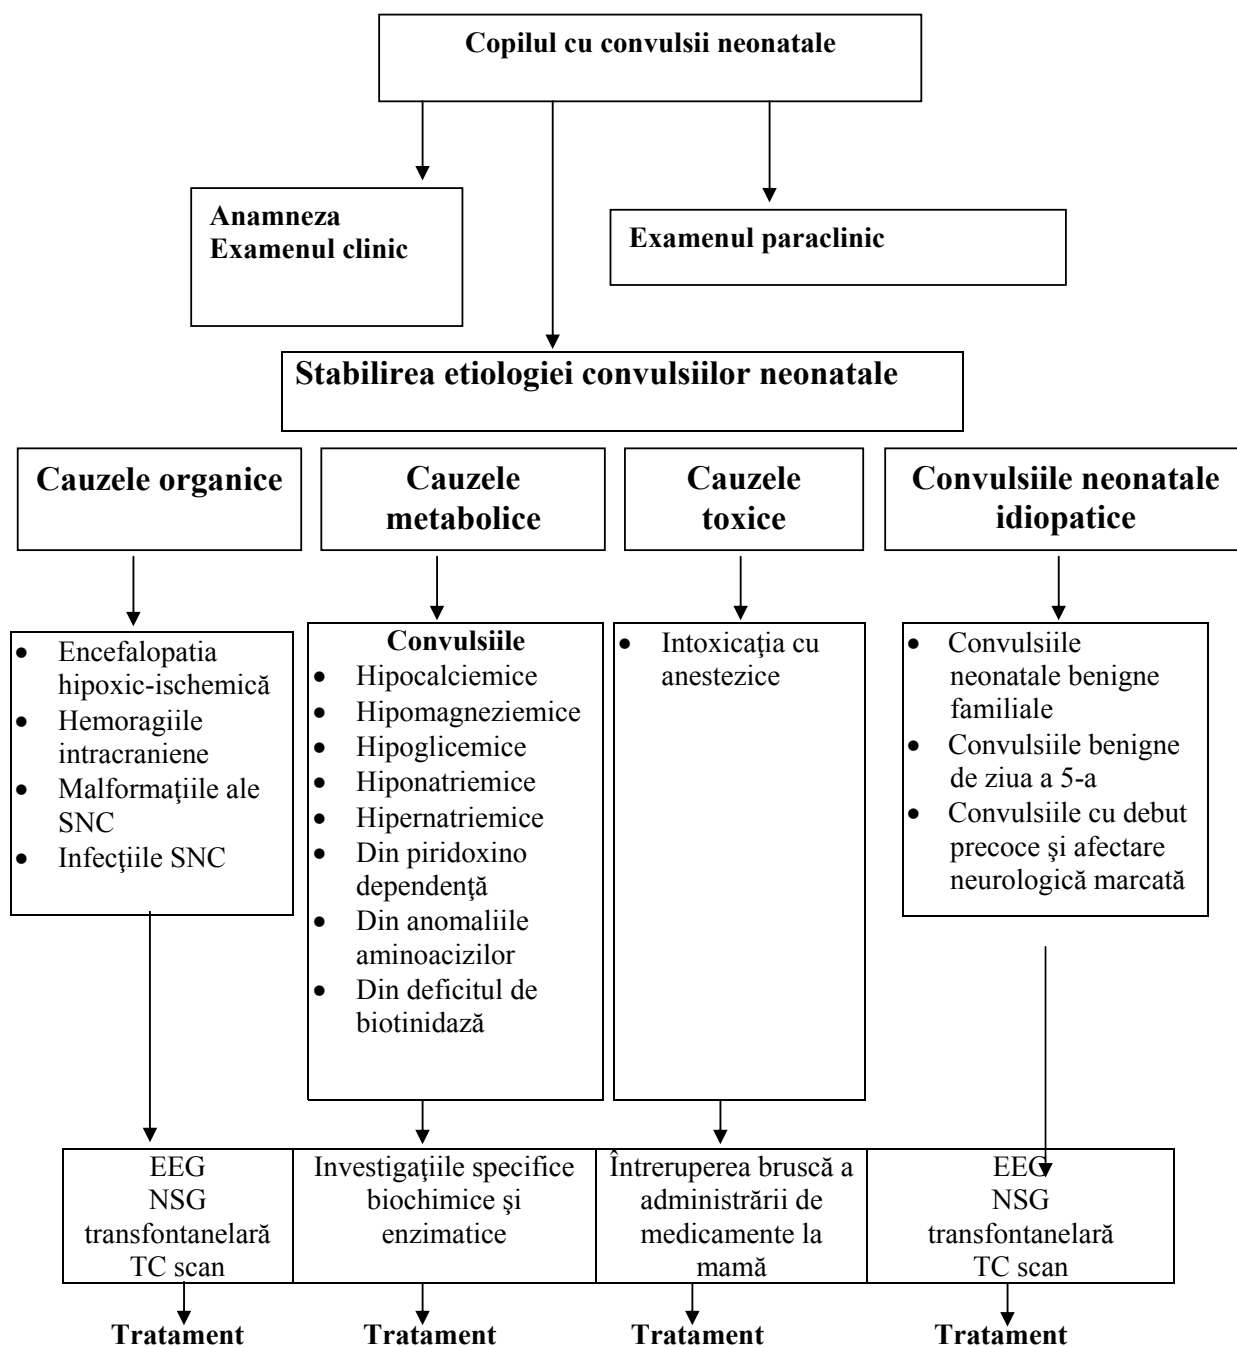 Copilul cu convulsii neonatale
Anamneza
Examenul clinic
Examenul paraclinic
Stabilirea etiologiei convulsiilor neonatale
Cauzele organice
Cauzele
metabolice
Cauzele
toxice
Convulsiile neonatale
idiopatice
• Encefalopatia
hipoxic-ischemică
• Hemoragiile
intracraniene
• Malformaţiile ale
SNC
• Infecţiile SNC
Convulsiile
• Hipocalciemice
• Hipomagneziemice
• Hipoglicemice
• Hiponatriemice
• Hipernatriemice
• Din piridoxino
dependenţă
• Din anomaliile
aminoacizilor
• Din deficitul de
biotinidază
• Intoxicaţia cu
anestezice
• Convulsiile
neonatale benigne
familiale
• Convulsiile benigne
de ziua a 5-a
• Convulsiile cu debut
precoce şi afectare
neurologică marcată
EEG
NSG
transfontanelară
TC scan
Investigaţiile specifice
biochimice şi
enzimatice
Întreruperea bruscă a
administrării de
medicamente la
mamă
EEG
NSG
transfontanelară
TC scan
Tratament
Tratament
Tratament
Tratament